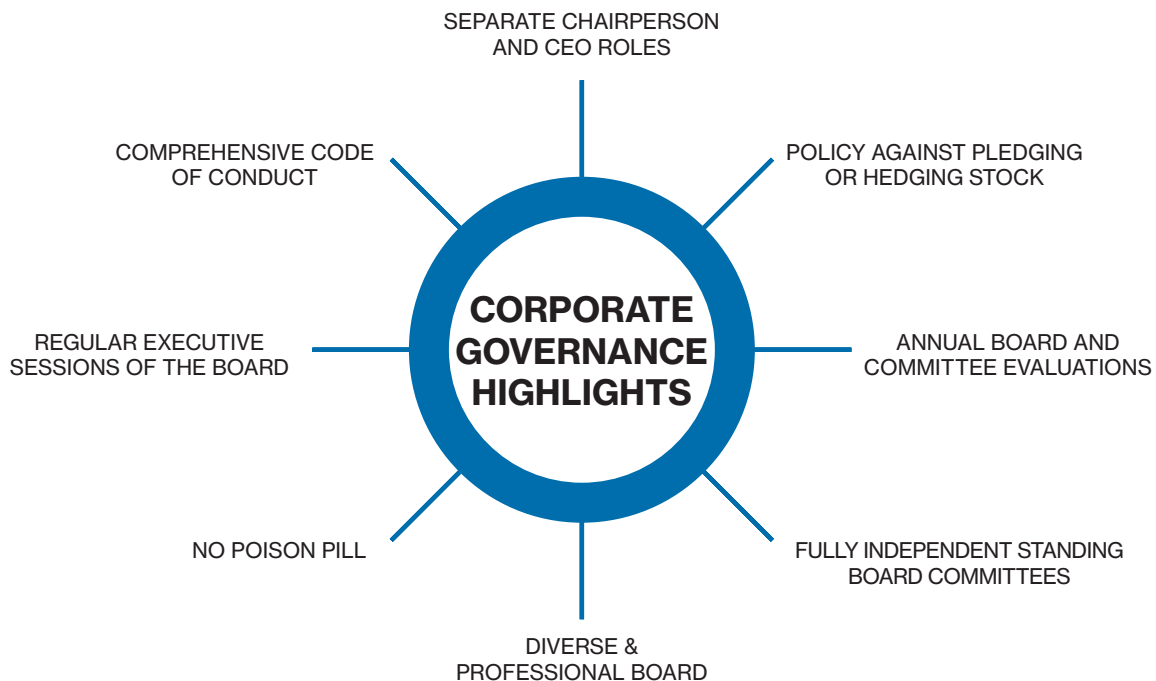 SEPARATE CHAIRPERSON
AND CEO ROLES
COMPREHENSIVE CODE
OF CONDUCT
POLICY AGAINST PLEDGING
OR HEDGING STOCK
CORPORATE
GOVERNANCE
HIGHLIGHTS
REGULAR EXECUTIVE
SESSIONS OF THE BOARD
ANNUAL BOARD AND
COMMITTEE EVALUATIONS
NO POISON PILL
FULLY INDEPENDENT STANDING
BOARD COMMITTEES
DIVERSE &
PROFESSIONAL BOARD